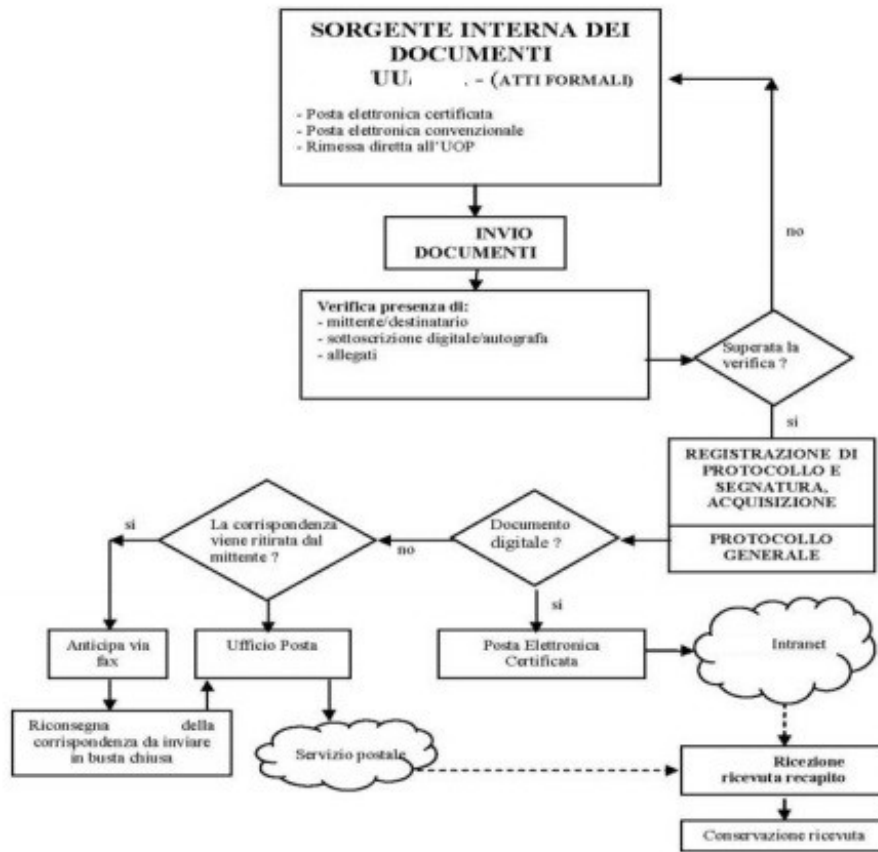 SORGENTE INTERNA DEI
DOCUMENTI
UU. - (ATTI FORMALI)
- Posta elettronica certificata
- Posta elettronica convenzionale
- Rimessa diretta all'UOP
INVIO
DOCUMENTI
no
Verifica presenza di:
- mittente/destinatario
- sottoscrizione digitale/autografa
- allegati
Superata la
verifica ?
si
REGISTRAZIONE DI
PROTOCOLLO E
SEGNATURA,
ACQUISIZIONE
PROTOCOLLO
GENERALE
Documento
digitale ?
no
si
La corrispondenza
viene ritirata dal
mittente ?
si
Anticipa via
fax
Ufficio Posta
Posta Elettronica
Certificata
Intranet
Riconsegna della
corrispondenza da inviare
in busta chiusa
Servizio postale
Ricezione
ricevuta recapito
Conservazione ricevuta